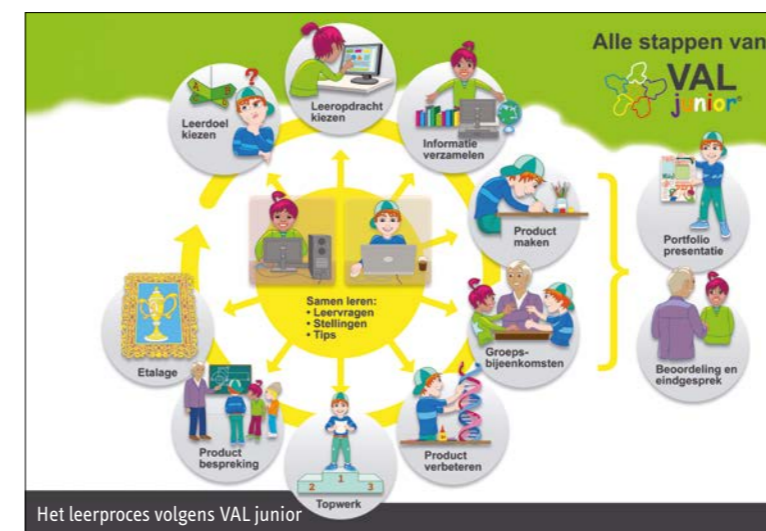 Alle stappen van
VAL
junior®
Leerdoel
kiezen
?
A
B
Leeropdracht
kiezen
Informatie
verzamelen
Product
maken
Portfolio
presentatie
Samen leren:
• Leervragen
• Stellingen
• Tips
Groeps-
bijeenkomsten
Beoordeling en
eindgesprek
Etalage
Product
bespreking
1
2
3
Topwerk
Product
verbeteren
Het leerproces volgens VAL junior